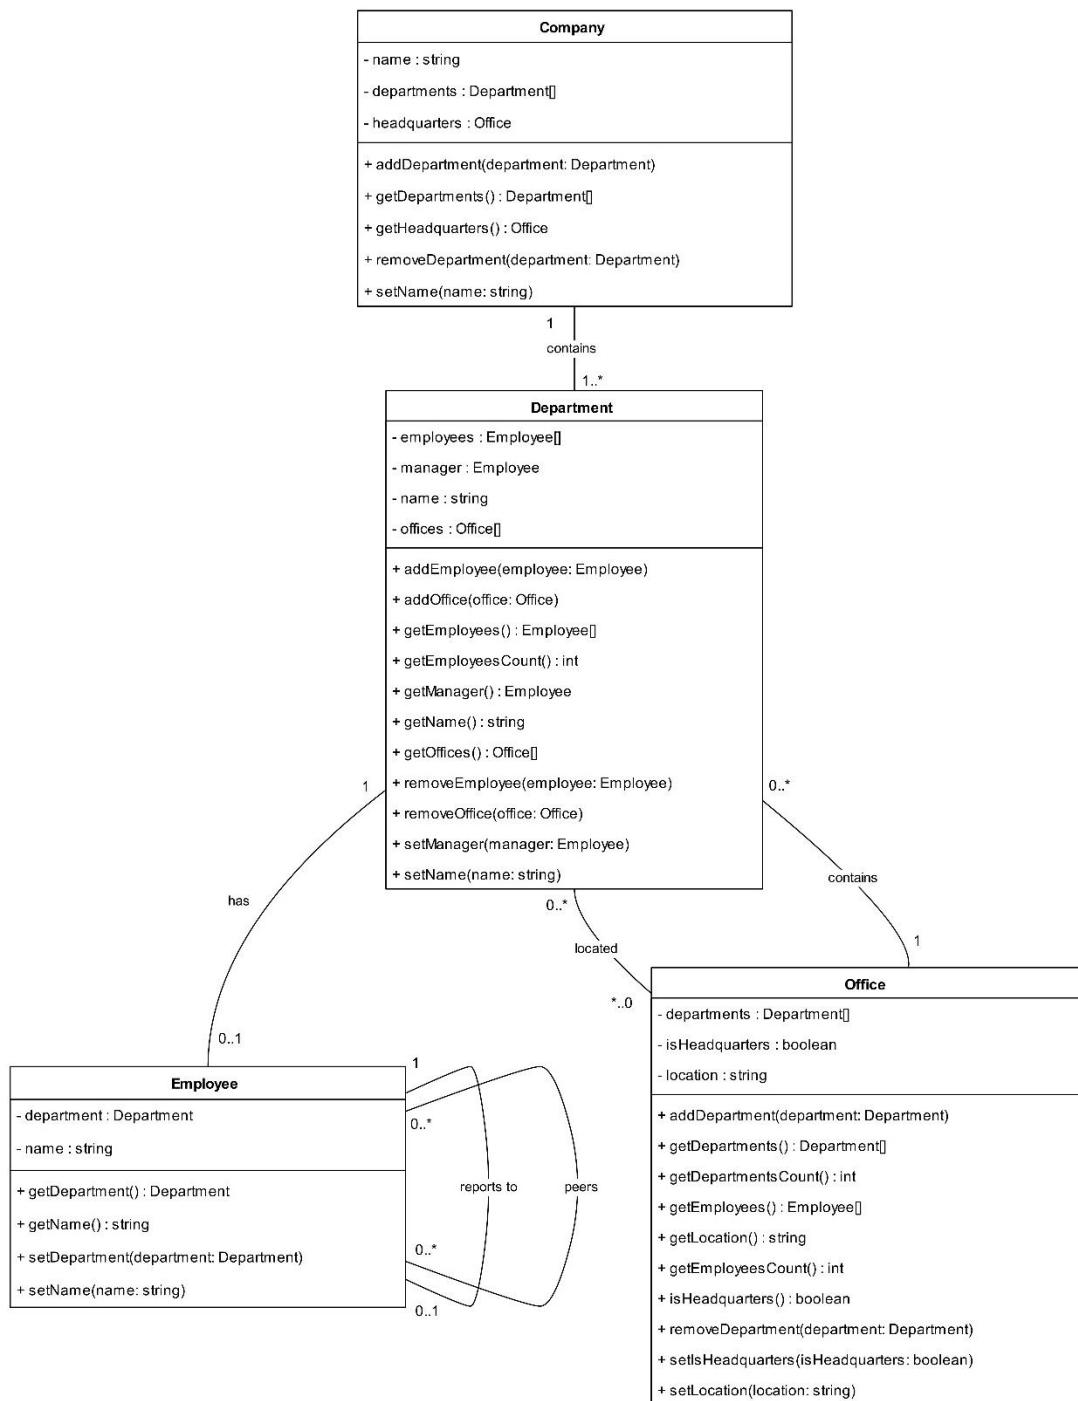 Company
- name : string
- departments : Department[]
- headquarters : Office
+ addDepartment(department: Department)
+ getDepartments() : Department[]
+ getHeadquarters() : Office
+ removeDepartment(department: Department)
+ setName(name: string)
1
contains
1..*
Department
- employees : Employee[]
- manager : Employee
- name : string
- offices : Office[]
+ addEmployee(employee: Employee)
+ addOffice(office: Office)
+ getEmployees() : Employee[]
+ getEmployeesCount() : int
+ getManager() : Employee
+ getName() : string
+ getOffices() : Office[]
+ removeEmployee(employee: Employee)
+ removeOffice(office: Office)
+ setManager(manager: Employee)
+ setName(name: string)
1
has
0..1
0..*
located
*..0
0..*
contains
1
Employee
- department : Department
- name : string
+ getDepartment() : Department
+ getName() : string
+ setDepartment(department: Department)
+ setName(name: string)
1
0..*
reports to
peers
0..*
0..1
Office
- departments : Department[]
- isHeadquarters : boolean
- location : string
+ addDepartment(department: Department)
+ getDepartments() : Department[]
+ getDepartmentsCount() : int
+ getEmployees() : Employee[]
+ getLocation() : string
+ getEmployeesCount() : int
+ isHeadquarters() : boolean
+ removeDepartment(department: Department)
+ setIsHeadquarters(isHeadquarters: boolean)
+ setLocation(location: string)